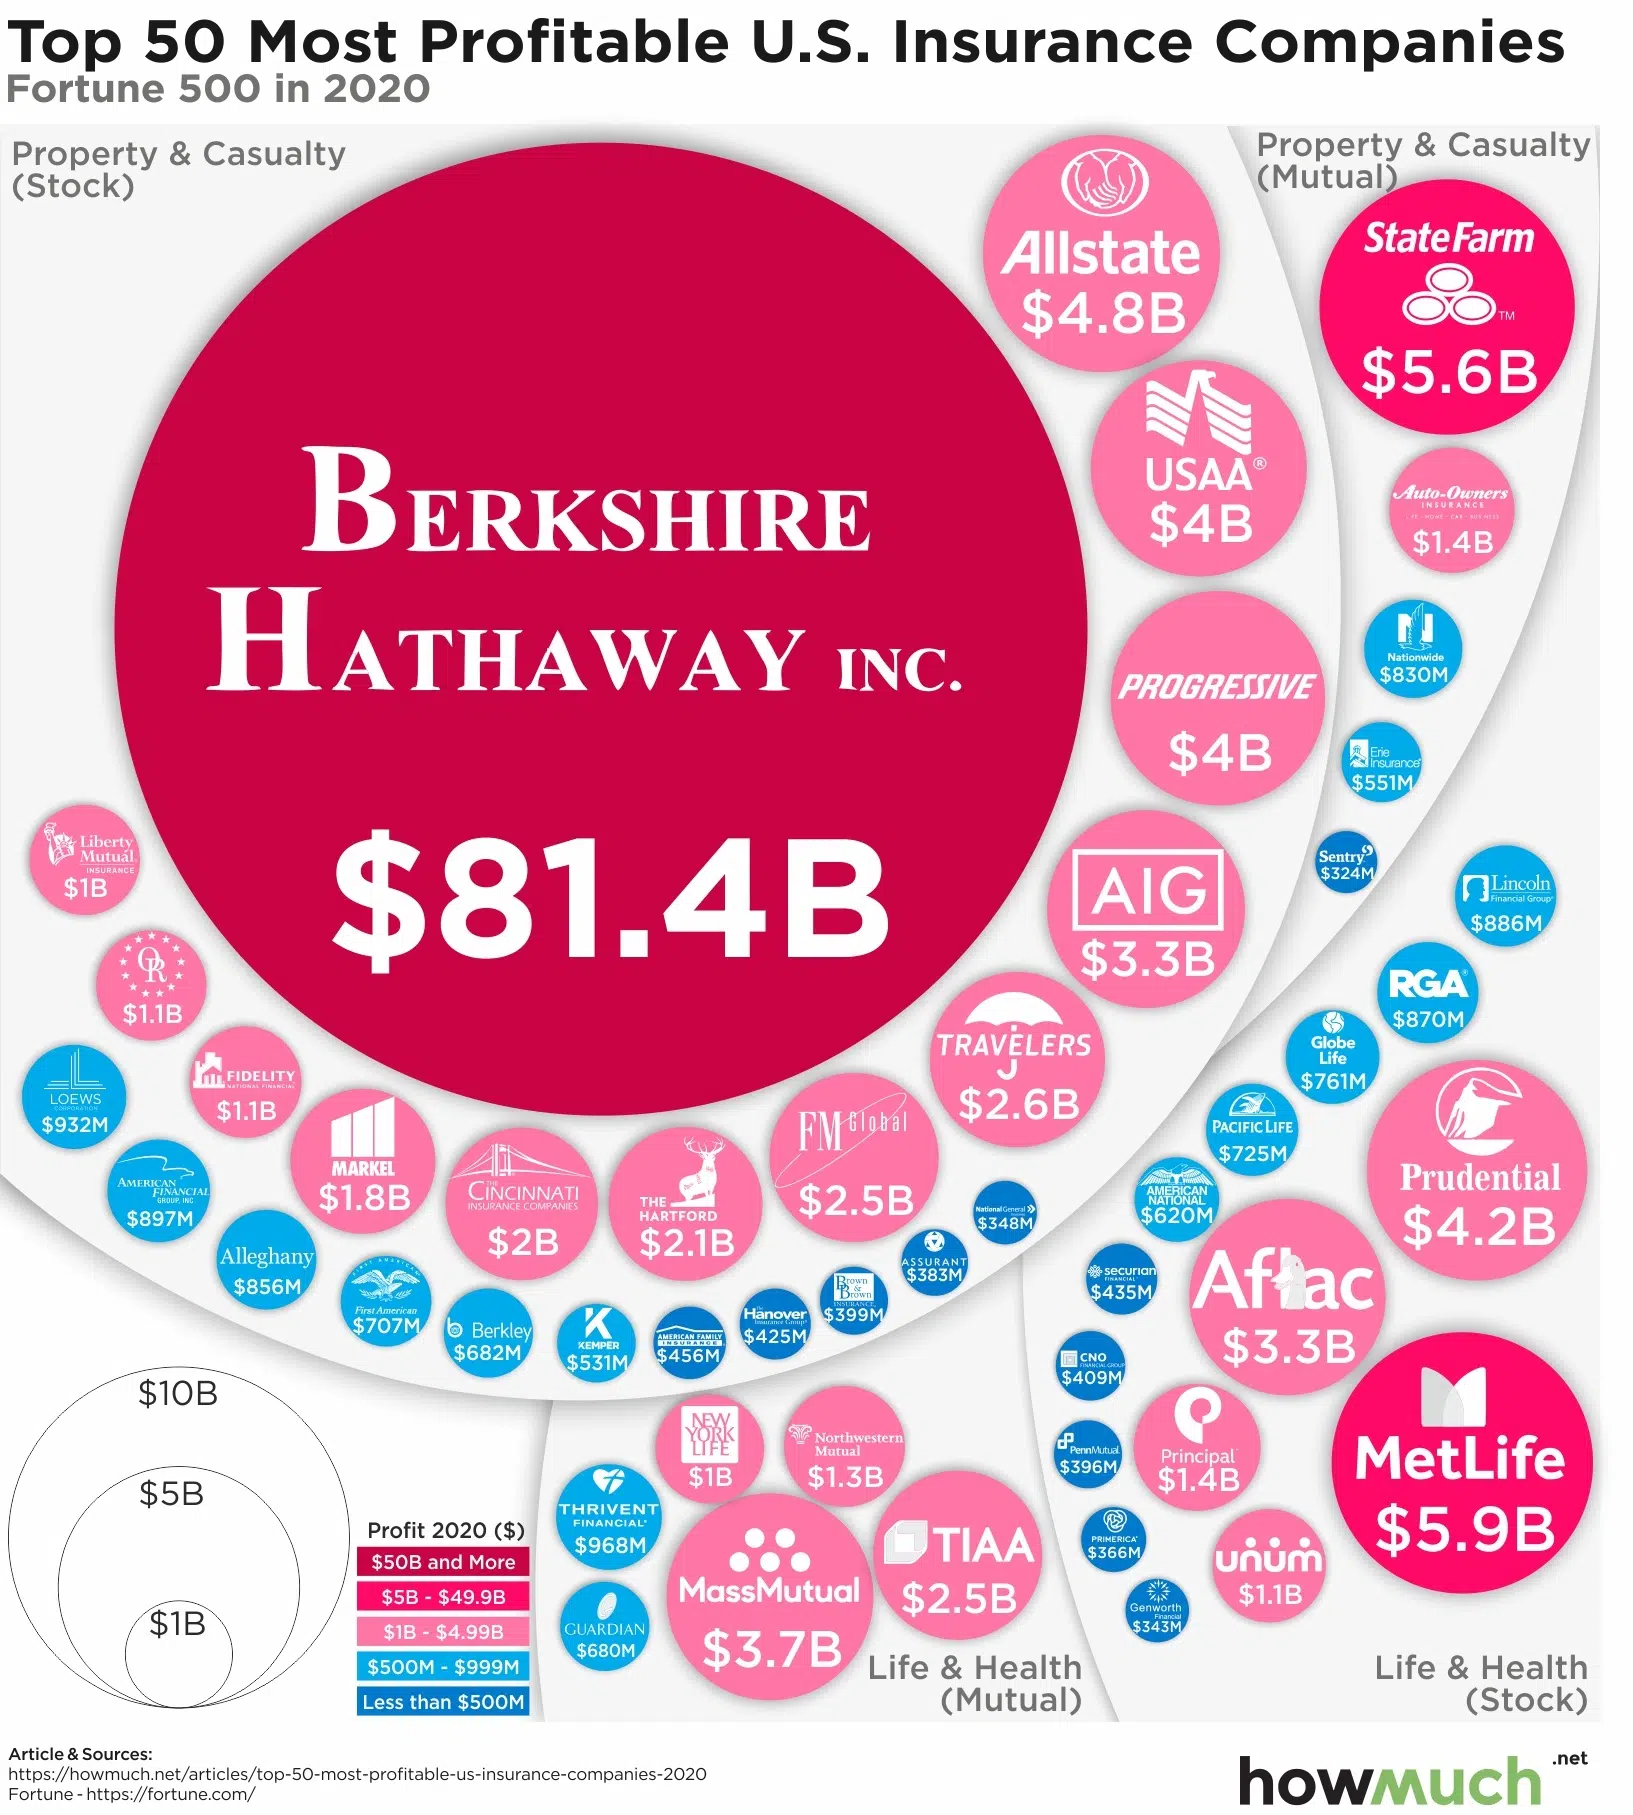 Top 50 Most Profitable U.S. Insurance Companies
Fortune 500 in 2020
Property & Casualty
(Stock)
Property & Casualty
(Mutual)
BERKSHIRE
HATHAWAY INC.
$81.4B
Allstate
$4.8B
USAA®
$4B
PROGRESSIVE
$4B
AIG
$3.3B
TRAVELERS
$2.6B
FM Global
$2.5B
THE
HARTFORD
$2.1B
THE
CINCINNATI
INSURANCE COMPANIES
$2B
MARKEL
$1.8B
FIDELITY
NATIONAL FINANCIAL
$1.1B
OR
$1.1B
Liberty
Mutual
INSURANCE
$1B
LOEWS
CORPORATION
$932M
AMERICAN
FINANCIAL
GROUP, INC
$897M
Alleghany
$856M
FIRST AMERICAN
First American
$707M
b Berkley
$682M
K
KEMPER
$531M
AMERICAN FAMILY
INSURANCE
$456M
The
Hanover
Insurance Group®
$425M
Brown
&
Brown
INSURANCE
$399M
ASSURANT
$383M
National General
$348M
StateFarm
TM
$5.6B
Auto-Owners
INSURANCE
LIFE · HOME · CAR · BUSINESS
$1.4B
N
Nationwide
$830M
Erie
Insurance®
$551M
Sentry
$324M
Lincoln
Financial Group®
$886M
RGA®
$870M
Globe
Life
$761M
PACIFIC LIFE
$725M
AMERICAN
NATIONAL
$620M
Prudential
$4.2B
Aflac
$3.3B
securian
FINANCIAL
$435M
CNO
FINANCIAL GROUP
$409M
PennMutual
$396M
Principal
$1.4B
MetLife
$5.9B
PRIMERICA
$366M
unum
$1.1B
Genworth
Financial
$343M
Life & Health
(Stock)
NEW
YORK
LIFE
$1B
Northwestern
Mutual
$1.3B
THRIVENT
FINANCIAL®
$968M
MassMutual
$3.7B
TIAA
$2.5B
GUARDIAN
$680M
Life & Health
(Mutual)
$10B
$5B
$1B
Profit 2020 ($)
$50B and More
$5B - $49.9B
$1B - $4.99B
$500M - $999M
Less than $500M
Article & Sources:
https://howmuch.net/articles/top-50-most-profitable-us-insurance-companies-2020
Fortune - https://fortune.com/
howmuch.net